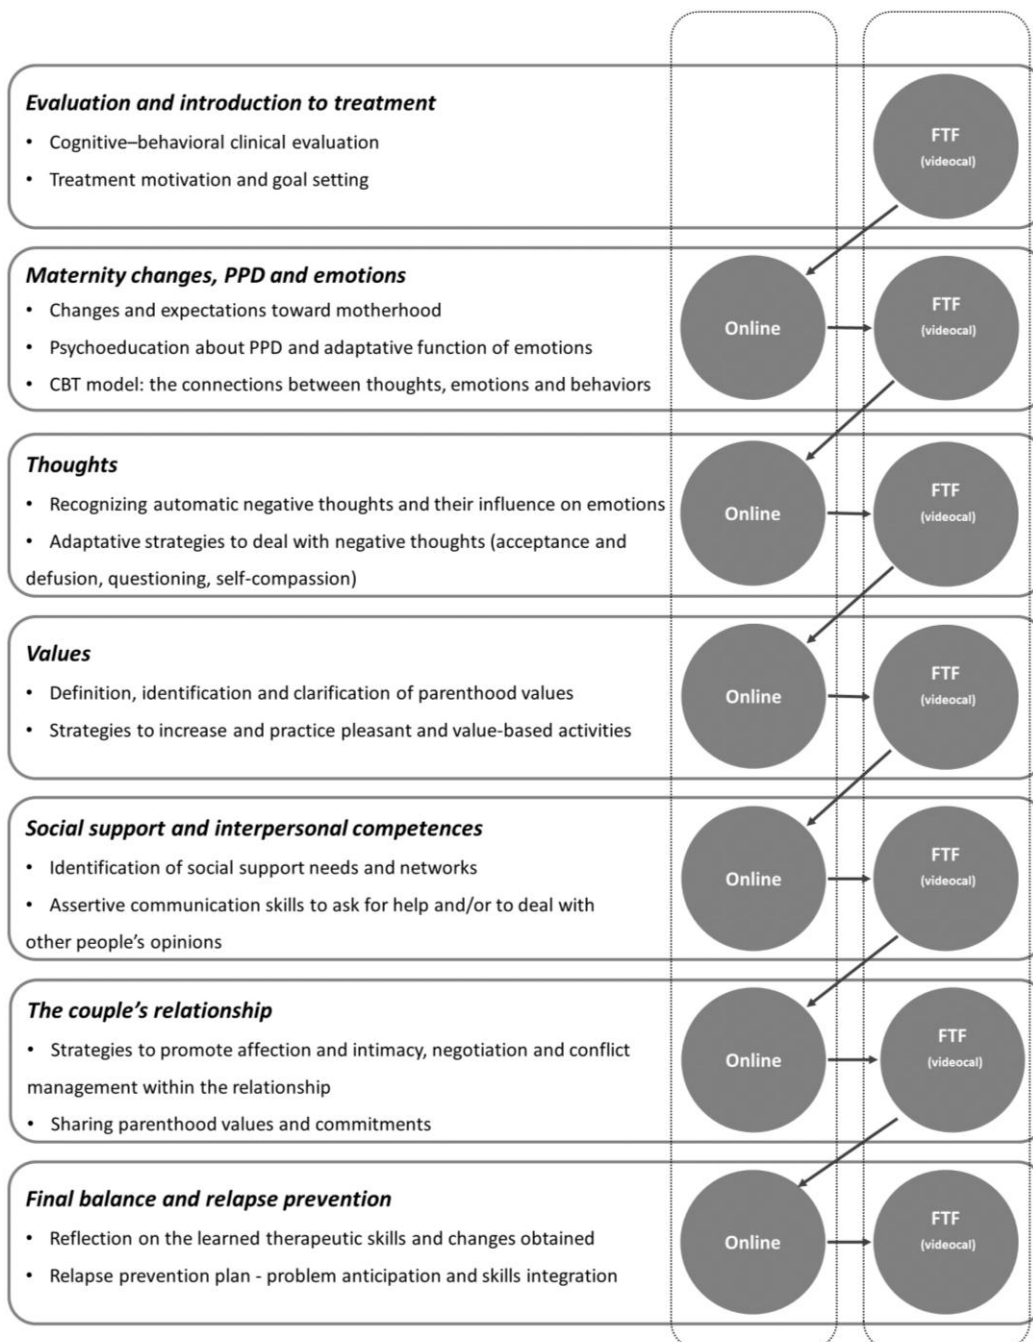 Evaluation and introduction to treatment
• Cognitive–behavioral clinical evaluation
• Treatment motivation and goal setting
FTF
(videocal)
Maternity changes, PPD and emotions
• Changes and expectations toward motherhood
• Psychoeducation about PPD and adaptative function of emotions
• CBT model: the connections between thoughts, emotions and behaviors
Online
FTF
(videocal)
Thoughts
• Recognizing automatic negative thoughts and their influence on emotions
• Adaptative strategies to deal with negative thoughts (acceptance and
defusion, questioning, self-compassion)
Online
FTF
(videocal)
Values
• Definition, identification and clarification of parenthood values
• Strategies to increase and practice pleasant and value-based activities
Online
FTF
(videocal)
Social support and interpersonal competences
• Identification of social support needs and networks
• Assertive communication skills to ask for help and/or to deal with
other people’s opinions
Online
FTF
(videocal)
The couple’s relationship
• Strategies to promote affection and intimacy, negotiation and conflict
management within the relationship
• Sharing parenthood values and commitments
Online
FTF
(videocal)
Final balance and relapse prevention
• Reflection on the learned therapeutic skills and changes obtained
• Relapse prevention plan - problem anticipation and skills integration
Online
FTF
(videocal)